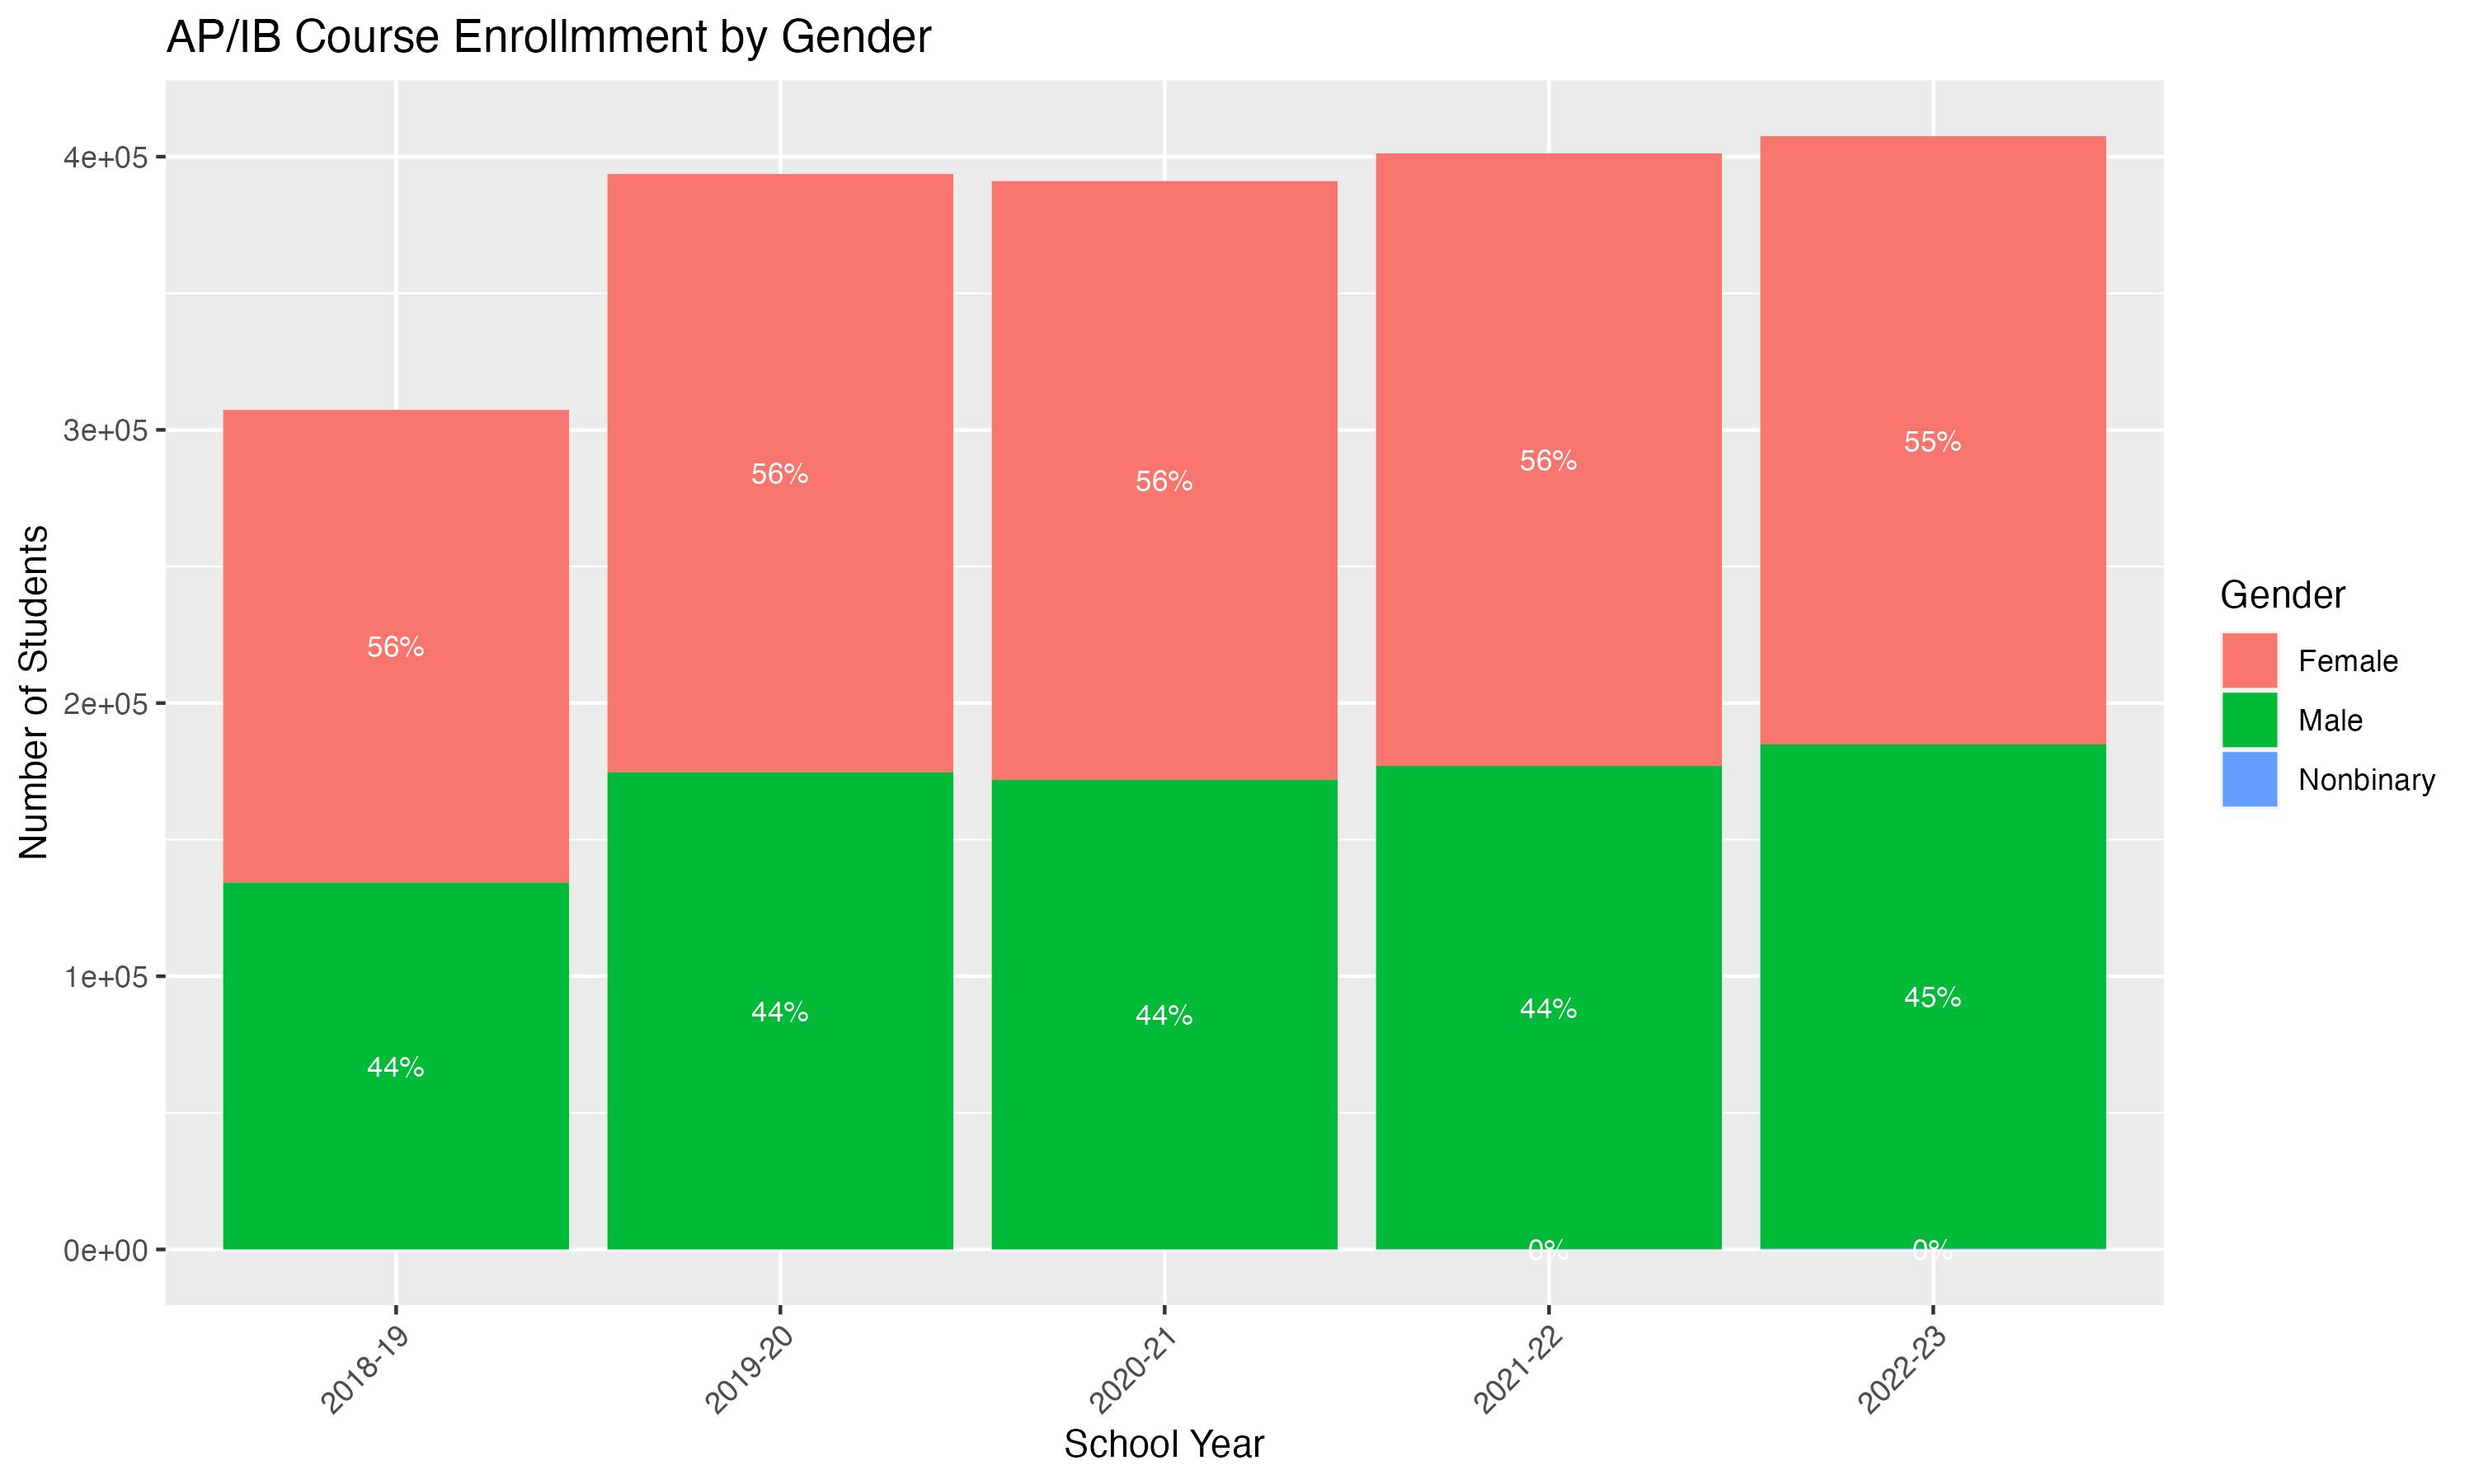 AP/IB Course Enrollmment by Gender
Number of Students
4e+05
3e+05
2e+05
1e+05
0e+00
56%
44%
56%
44%
56%
44%
56%
44%
0%
55%
45%
0%
2018-19
2019-20
2020-21
2021-22
2022-23
School Year
Gender
Female
Male
Nonbinary